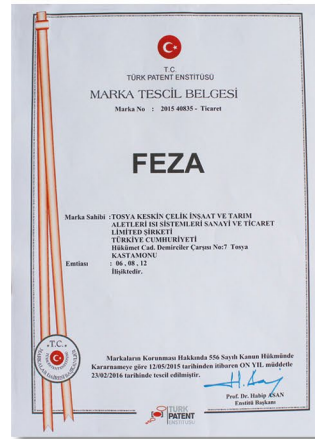 T.C.
TÜRK PATENT ENSTİTÜSÜ
MARKA TESCİL BELGESİ
Marka No : 2015 40835 - Ticaret
FEZA
Marka Sahibi :TOSYA KESKİN ÇELİK İNŞAAT VE TARIM
ALETLERİ ISI SİSTEMLERİ SANAYİ VE TİCARET
LİMİTED ŞİRKETİ
TÜRKİYE CUMHURİYETİ
Hükümet Cad. Demirciler Çarşısı No:7 Tosya
KASTAMONU
Emtiası : 06 , 08 , 12
İlişiktedir.
T.C.
Markaların Korunması Hakkında 556 Sayılı Kanun Hükmünde
Kararnameye göre 12/05/2015 tarihinden itibaren ON YIL müddetle
23/02/2016 tarihinde tescil edilmiştir.
Prof. Dr. Habip ASAN
Enstitü Başkanı
TÜRK
PATENT
ENSTİTÜSÜ